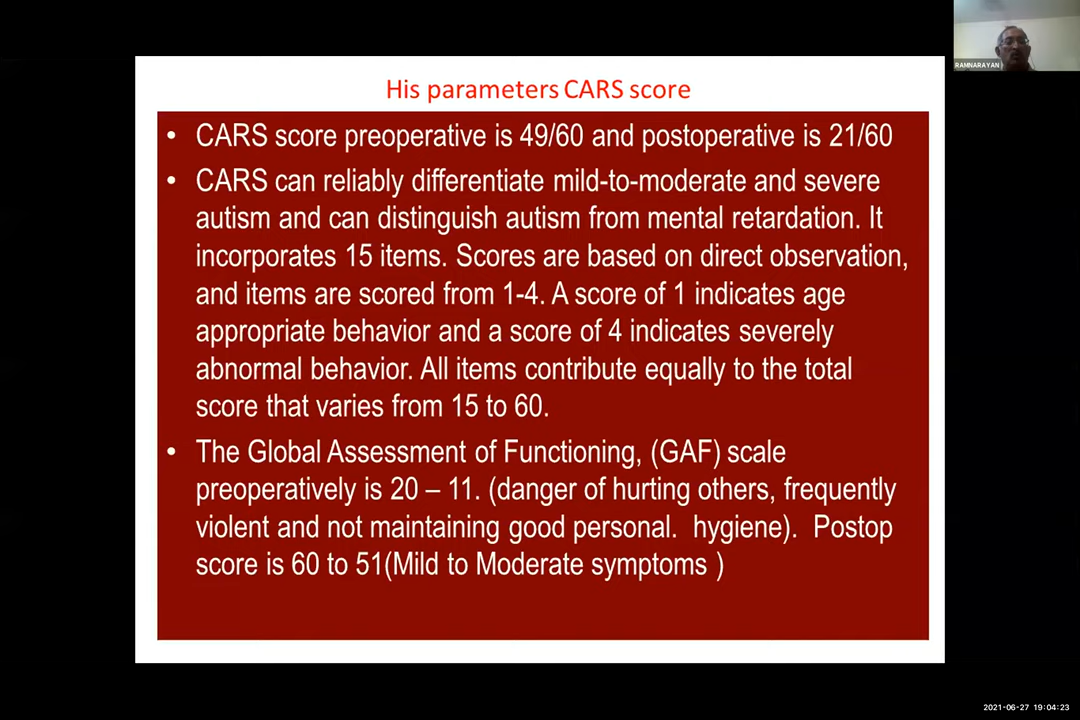 RAMNARAYAN
His parameters CARS score
• CARS score preoperative is 49/60 and postoperative is 21/60
• CARS can reliably differentiate mild-to-moderate and severe
autism and can distinguish autism from mental retardation. It
incorporates 15 items. Scores are based on direct observation,
and items are scored from 1-4. A score of 1 indicates age
appropriate behavior and a score of 4 indicates severely
abnormal behavior. All items contribute equally to the total
score that varies from 15 to 60.
• The Global Assessment of Functioning, (GAF) scale
preoperatively is 20 – 11. (danger of hurting others, frequently
violent and not maintaining good personal.  hygiene).  Postop
score is 60 to 51(Mild to Moderate symptoms )
2021-06-27 19:04:23